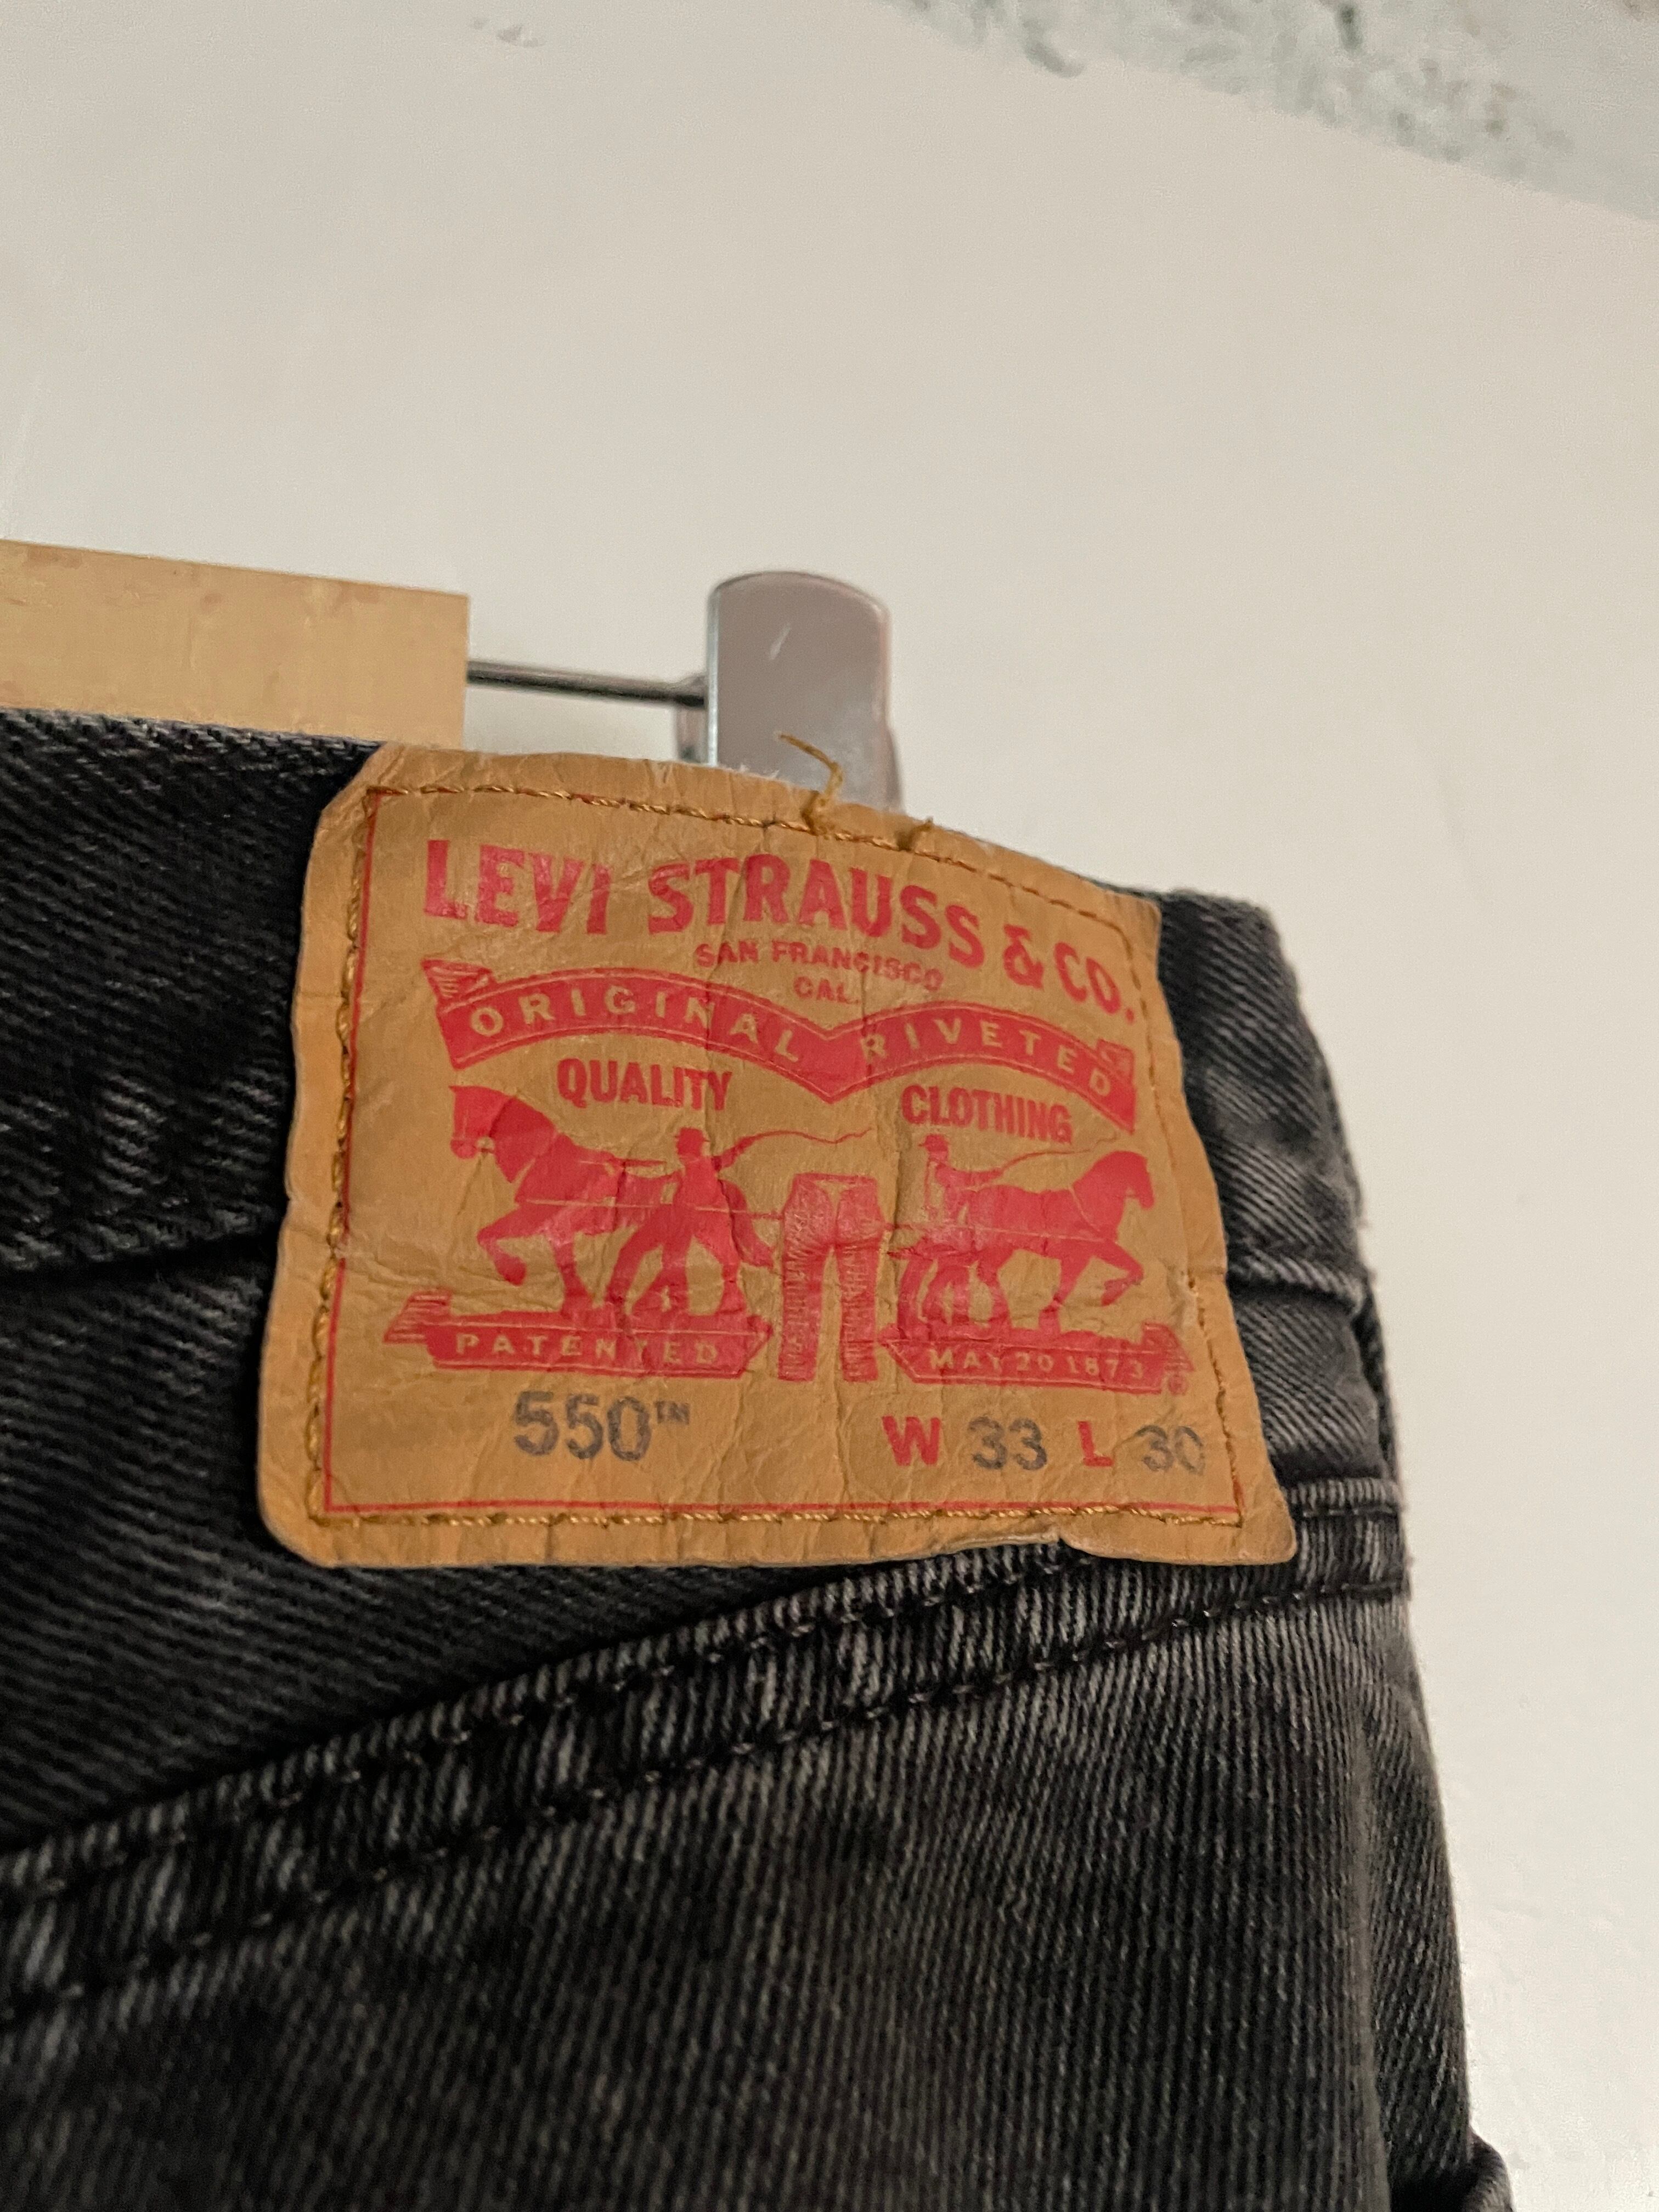 LEVI STRAUSS & CO.
SAN FRANCISCO
CAL.
ORIGINAL RIVETED
QUALITY CLOTHING
PATENTED MAY 20 1873 ®
550™ W 33 L 30